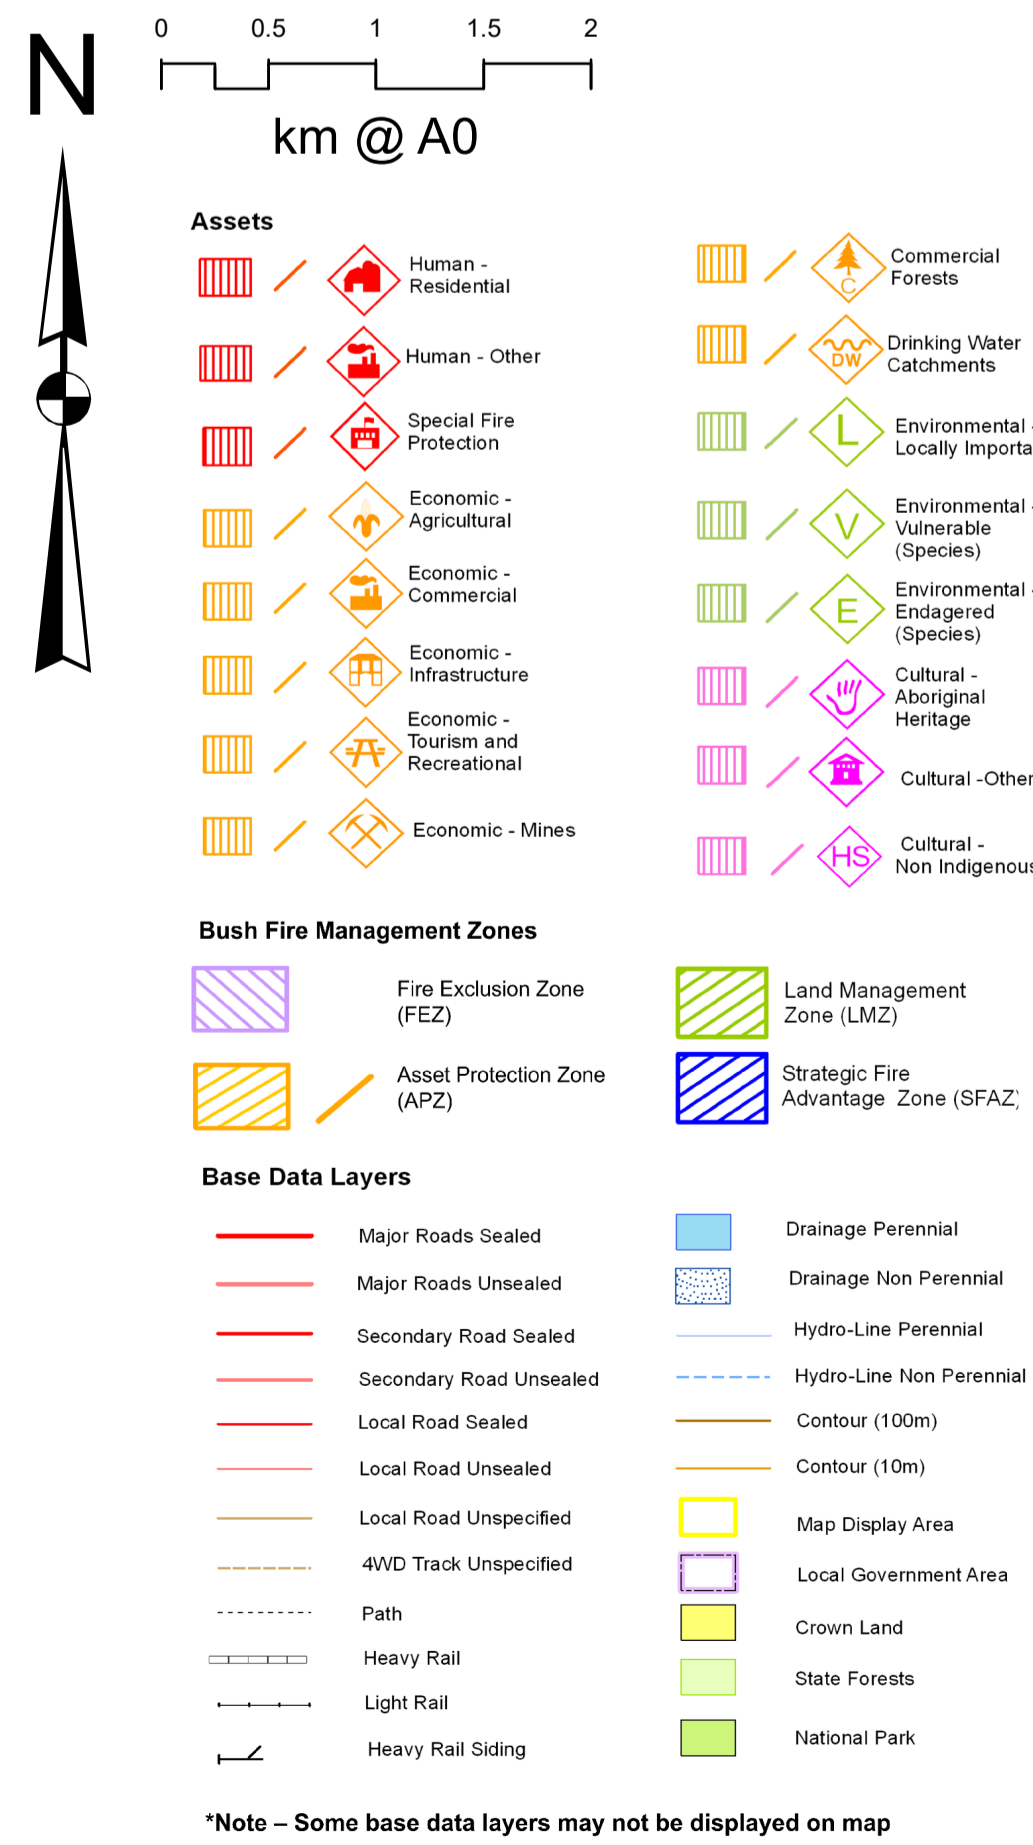 N
0 0.5 1 1.5 2
km @ A0
Assets
Human -
Residential
Human - Other
Special Fire
Protection
Economic -
Agricultural
Economic -
Commercial
Economic -
Infrastructure
Economic -
Tourism and
Recreational
Economic - Mines
C
Commercial
Forests
DW
Drinking Water
Catchments
L
Environmental -
Locally Importa
V
Environmental -
Vulnerable
(Species)
E
Environmental -
Endagered
(Species)
Cultural -
Aboriginal
Heritage
Cultural -Other
HS
Cultural -
Non Indigenous
Bush Fire Management Zones
Fire Exclusion Zone
(FEZ)
Asset Protection Zone
(APZ)
Land Management
Zone (LMZ)
Strategic Fire
Advantage Zone (SFAZ)
Base Data Layers
Major Roads Sealed
Major Roads Unsealed
Secondary Road Sealed
Secondary Road Unsealed
Local Road Sealed
Local Road Unsealed
Local Road Unspecified
4WD Track Unspecified
Path
Heavy Rail
Light Rail
Heavy Rail Siding
Drainage Perennial
Drainage Non Perennial
Hydro-Line Perennial
Hydro-Line Non Perennial
Contour (100m)
Contour (10m)
Map Display Area
Local Government Area
Crown Land
State Forests
National Park
*Note – Some base data layers may not be displayed on map